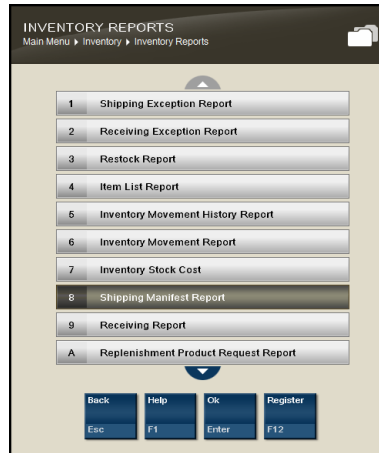 INVENTORY REPORTS
Main Menu ▸ Inventory ▸ Inventory Reports
1 Shipping Exception Report
2 Receiving Exception Report
3 Restock Report
4 Item List Report
5 Inventory Movement History Report
6 Inventory Movement Report
7 Inventory Stock Cost
8 Shipping Manifest Report
9 Receiving Report
A Replenishment Product Request Report
Back Help Ok Register
Esc F1 Enter F12